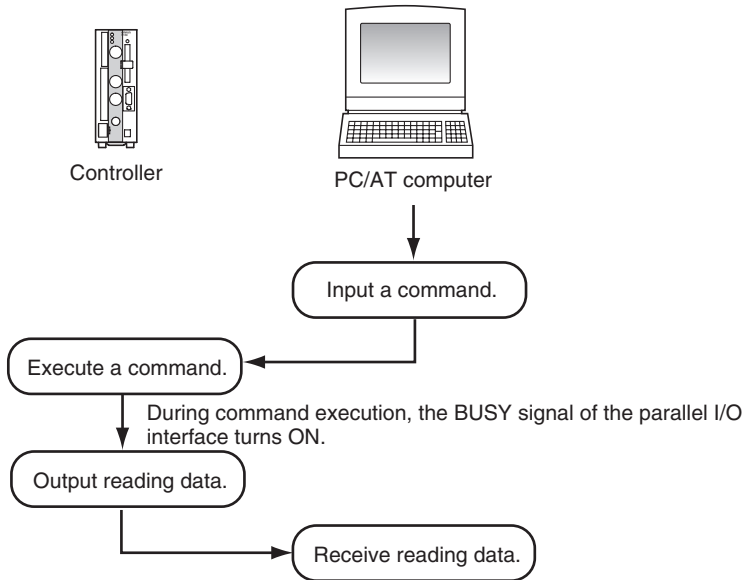 Controller
PC/AT computer
Input a command.
Execute a command.
During command execution, the BUSY signal of the parallel I/O
interface turns ON.
Output reading data.
Receive reading data.